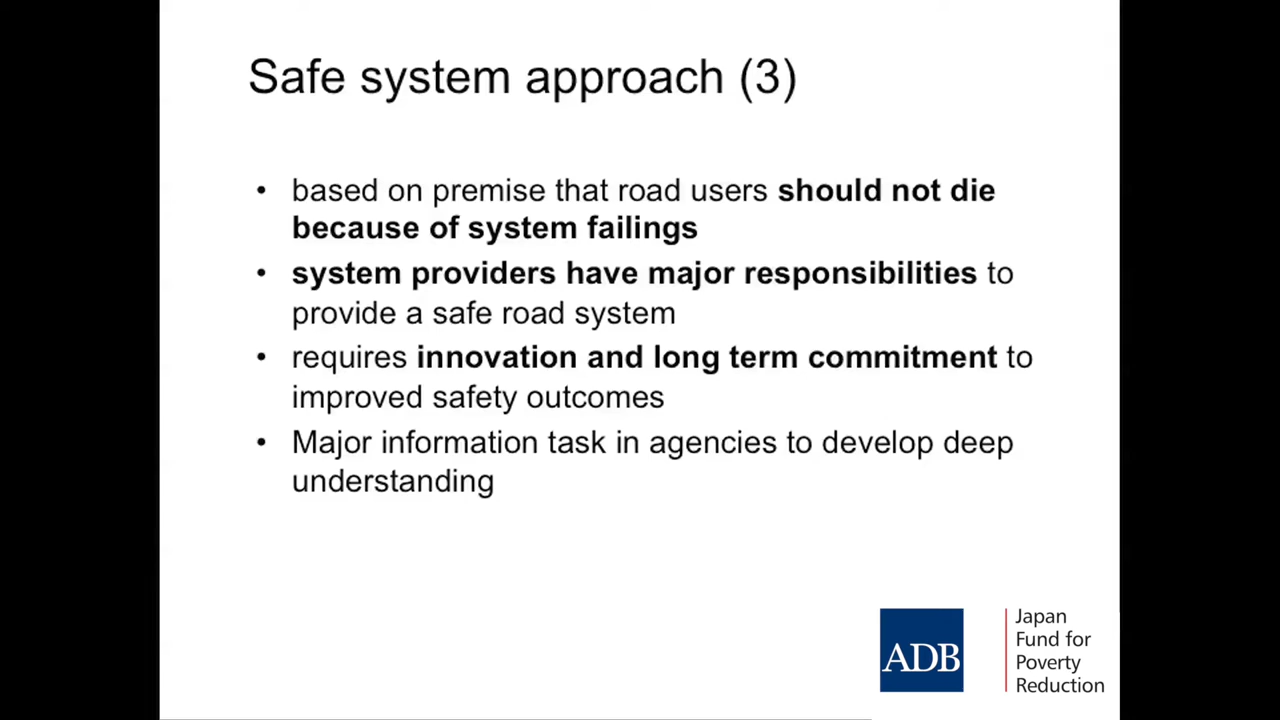 Safe system approach (3)
• based on premise that road users should not die
because of system failings
• system providers have major responsibilities to
provide a safe road system
• requires innovation and long term commitment to
improved safety outcomes
• Major information task in agencies to develop deep
understanding
ADB
Japan
Fund for
Poverty
Reduction